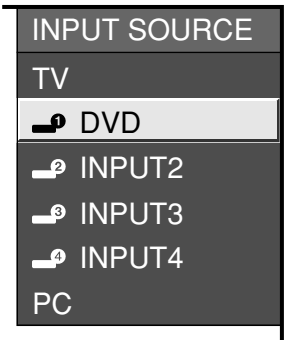 INPUT SOURCE
TV
1 DVD
2 INPUT2
3 INPUT3
4 INPUT4
PC